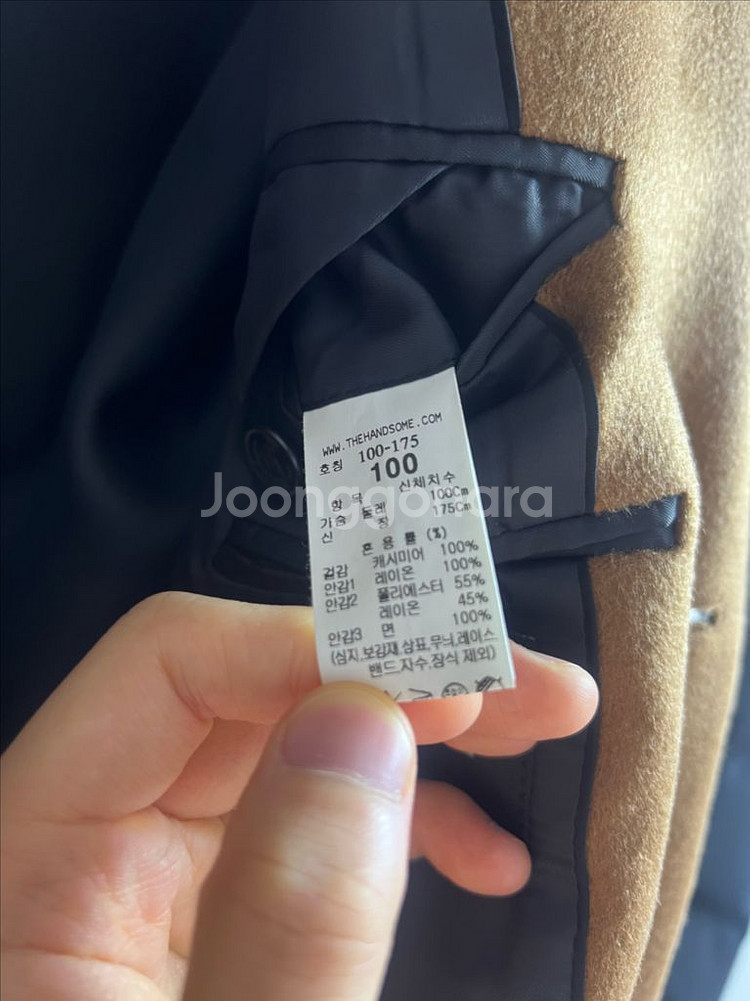 WWW.THEHANDSOME.COM
호칭 100-175
100
항 목 신체치수
가슴 둘레 100Cm
신 장 175Cm
혼 용 률 (%)
겉감 캐시미어 100%
안감1 레이온 100%
안감2 폴리에스터 55%
레이온 45%
안감3 면 100%
(심지,보강재,상표,무늬,레이스
밴드,자수,장식 제외)
Joonggonara